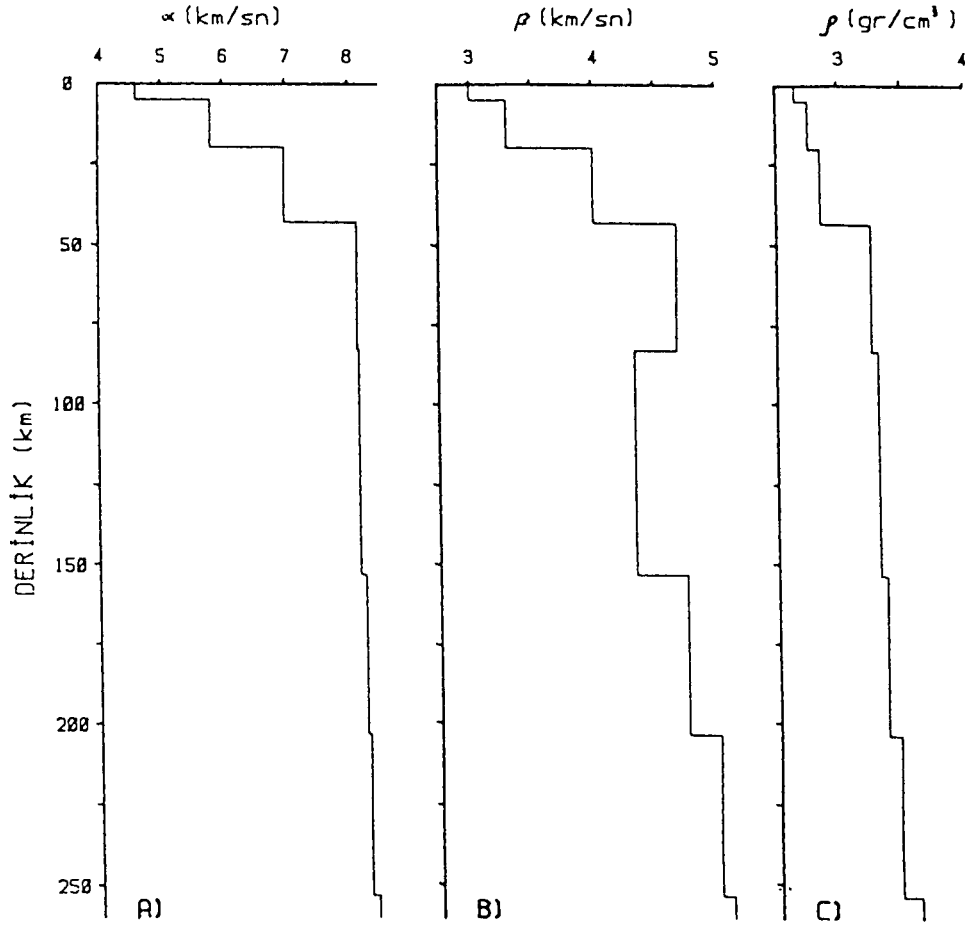 α (km/sn)
β (km/sn)
ρ (gr/cm³)
4 5 6 7 8
3 4 5
3 4
0
50
100
150
200
250
DERİNLİK (km)
A)
B)
C)